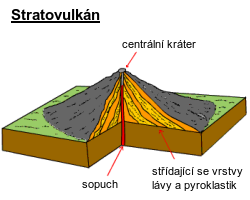 Stratovulkán
centrální kráter
sopuch
střídající se vrstvy
lávy a pyroklastik